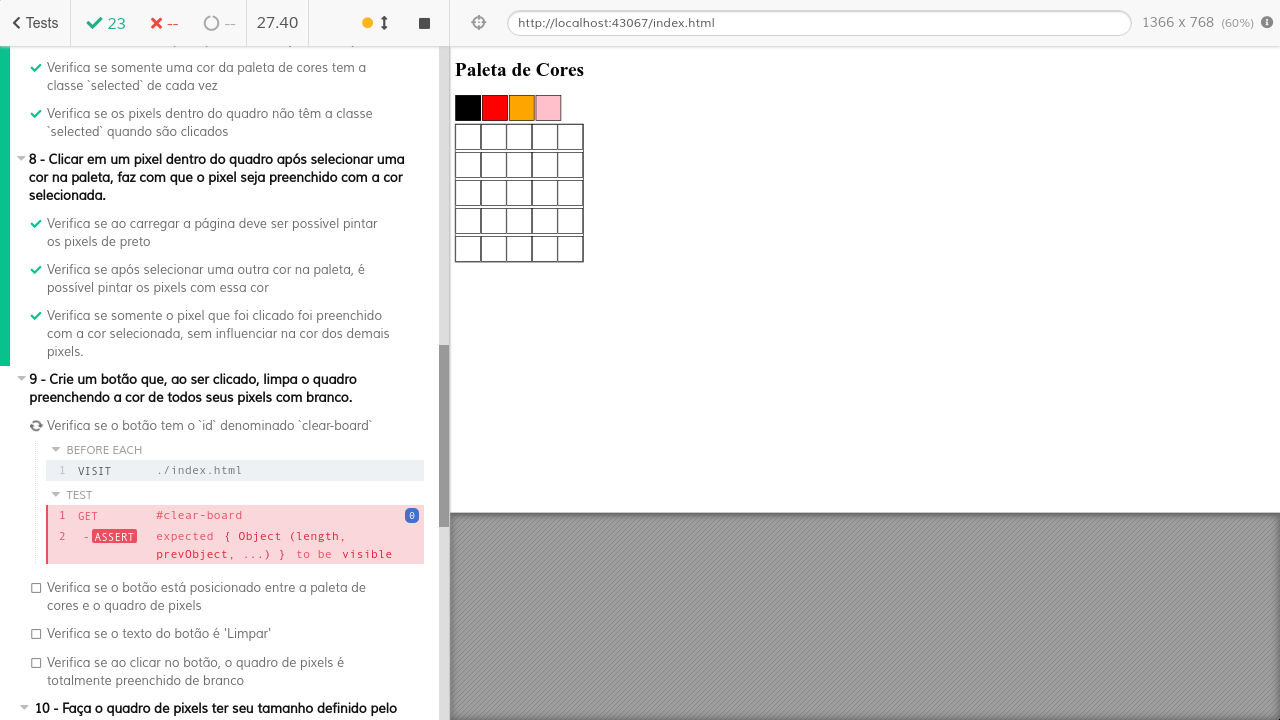 Tests
23
--
--
27.40
http://localhost:43067/index.html
1366 x 768 (60%)
Verifica se somente uma cor da paleta de cores tem a
classe `selected` de cada vez
Verifica se os pixels dentro do quadro não têm a classe
`selected` quando são clicados
8 - Clicar em um pixel dentro do quadro após selecionar uma
cor na paleta, faz com que o pixel seja preenchido com a cor
selecionada.
Verifica se ao carregar a página deve ser possível pintar
os pixels de preto
Verifica se após selecionar uma outra cor na paleta, é
possível pintar os pixels com essa cor
Verifica se somente o pixel que foi clicado foi preenchido
com a cor selecionada, sem influenciar na cor dos demais
pixels.
9 - Crie um botão que, ao ser clicado, limpa o quadro
preenchendo a cor de todos seus pixels com branco.
Verifica se o botão tem o `id` denominado `clear-board`
BEFORE EACH
1 VISIT ./index.html
TEST
1 GET #clear-board 0
2 -ASSERT expected { Object (length,
prevObject, ...) } to be visible
Verifica se o botão está posicionado entre a paleta de
cores e o quadro de pixels
Verifica se o texto do botão é 'Limpar'
Verifica se ao clicar no botão, o quadro de pixels é
totalmente preenchido de branco
10 - Faça o quadro de pixels ter seu tamanho definido pelo
Paleta de Cores